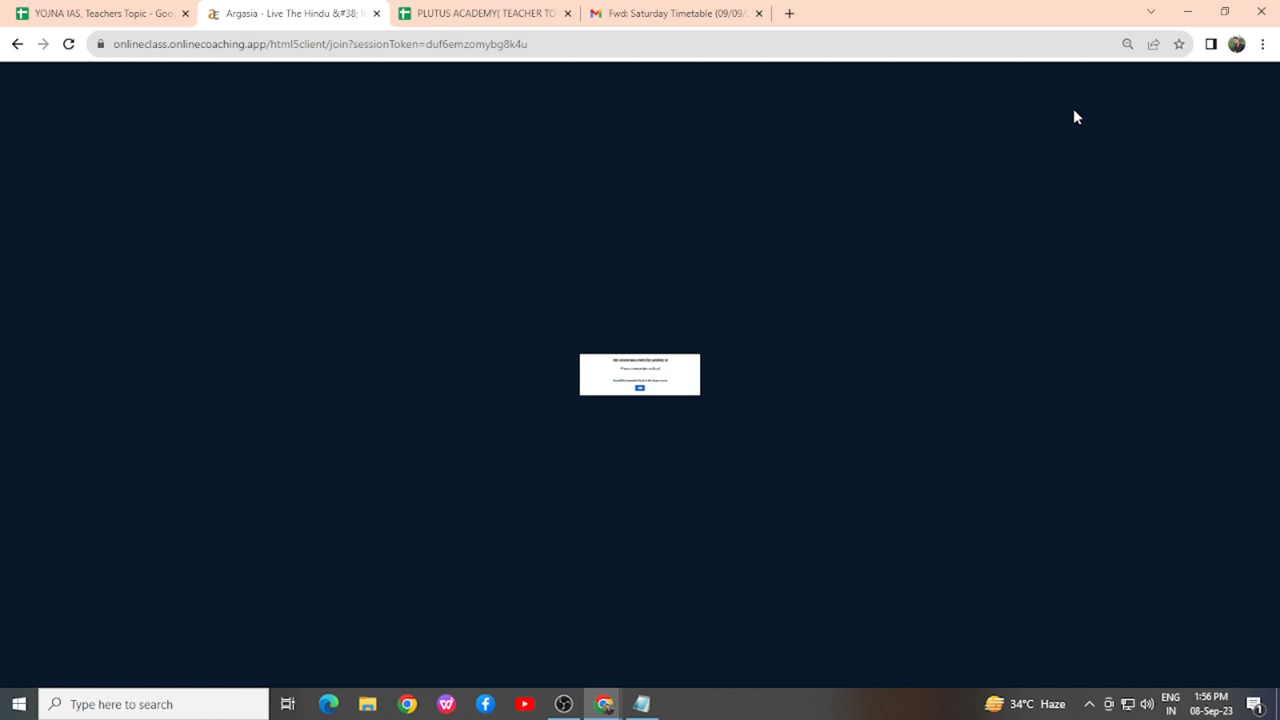 YOJNA IAS, Teachers Topic - Goo
Argasia - Live The Hindu &#38; I
PLUTUS ACADEMY( TEACHER TO
Fwd: Saturday Timetable (09/09/
onlineclass.onlinecoaching.app/html5client/join?sessionToken=duf6emzomybg8k4u
Type here to search
34°C Haze
ENG
IN
1:56 PM
08-Sep-23